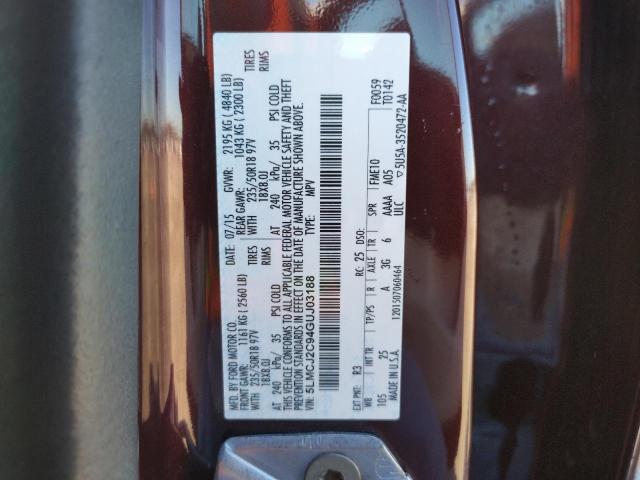 MFD. BY FORD MOTOR CO.
DATE: 07/15 GVWR: 2195 KG ( 4840 LB)
FRONT GAWR: 1161 KG ( 2560 LB) REAR GAWR: 1043 KG ( 2300 LB)
WITH 235/50R18 97V TIRES WITH 235/50R18 97V TIRES
18X8.0J RIMS 18X8.0J RIMS
AT 240 kPa/ 35 PSI COLD AT 240 kPa/ 35 PSI COLD
THIS VEHICLE CONFORMS TO ALL APPLICABLE FEDERAL MOTOR VEHICLE SAFETY AND THEFT
PREVENTION STANDARDS IN EFFECT ON THE DATE OF MANUFACTURE SHOWN ABOVE.
VIN: 5LMCJ2C94GUJ03188 TYPE: MPV
F0059
T0142
EXT PNT: R3 RC: 25 DSO:
WB INT TR TP/PS R AXLE TR SPR FME10
105 25 A 3G 6 AAAA A05
ULC
MADE IN U.S.A. 1201507060464 ▽5U5A-3520472-AA